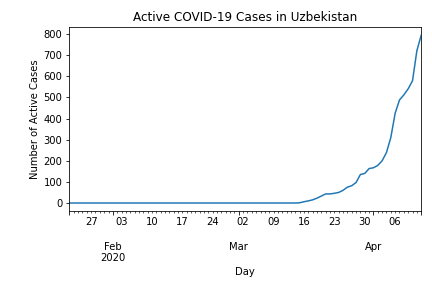 Active COVID-19 Cases in Uzbekistan
800
700
600
500
400
300
200
100
0
Number of Active Cases
27 03 10 17 24 02 09 16 23 30 06
Feb Mar Apr
2020
Day